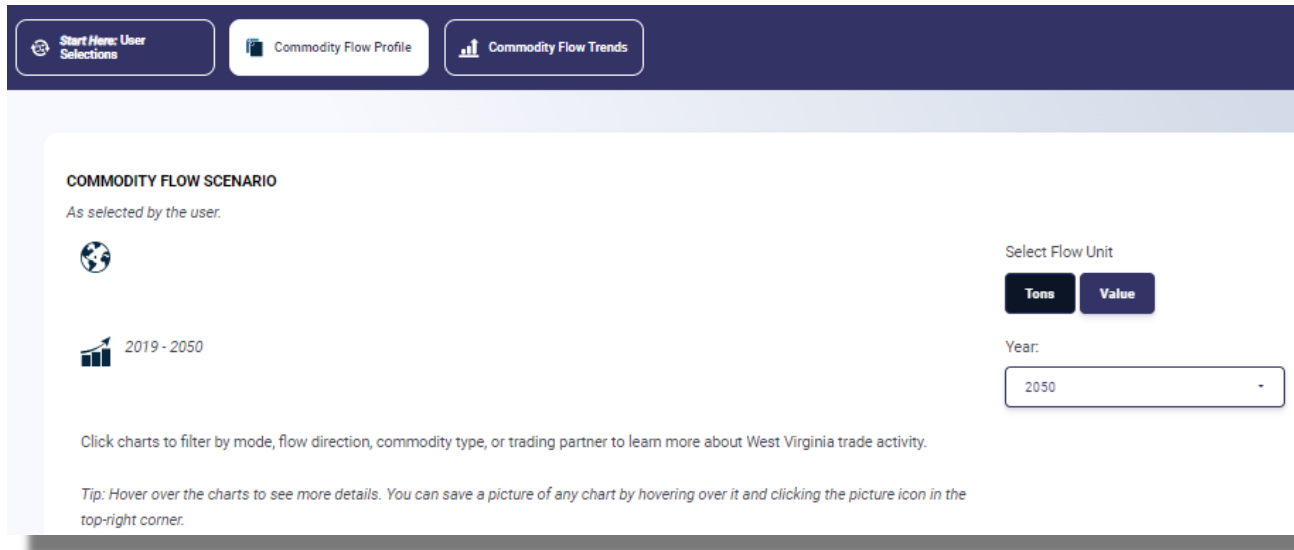 Start Here: User
Selections
Commodity Flow Profile
Commodity Flow Trends
COMMODITY FLOW SCENARIO
As selected by the user.
Select Flow Unit
Tons
Value
2019 - 2050
Year:
2050
Click charts to filter by mode, flow direction, commodity type, or trading partner to learn more about West Virginia trade activity.
Tip: Hover over the charts to see more details. You can save a picture of any chart by hovering over it and clicking the picture icon in the
top-right corner.